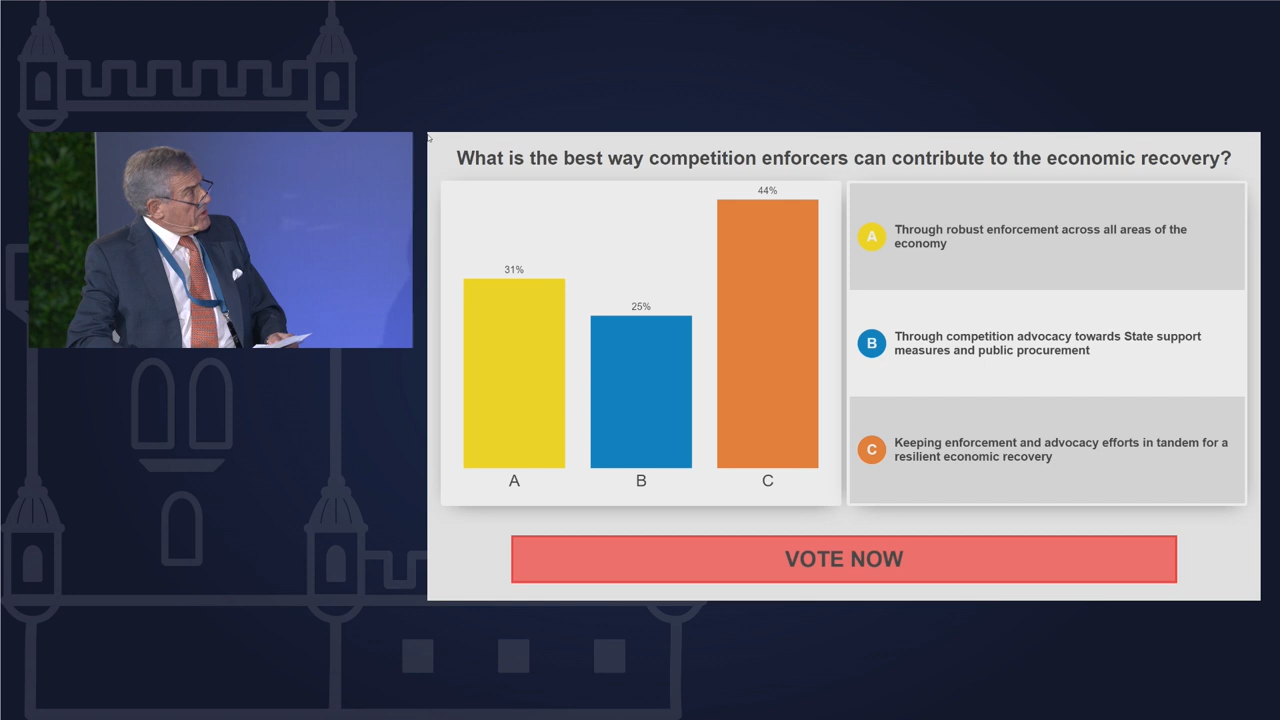 What is the best way competition enforcers can contribute to the economic recovery?
44%
31%
25%
A
B
C
A
Through robust enforcement across all areas of the
economy
B
Through competition advocacy towards State support
measures and public procurement
C
Keeping enforcement and advocacy efforts in tandem for a
resilient economic recovery
VOTE NOW